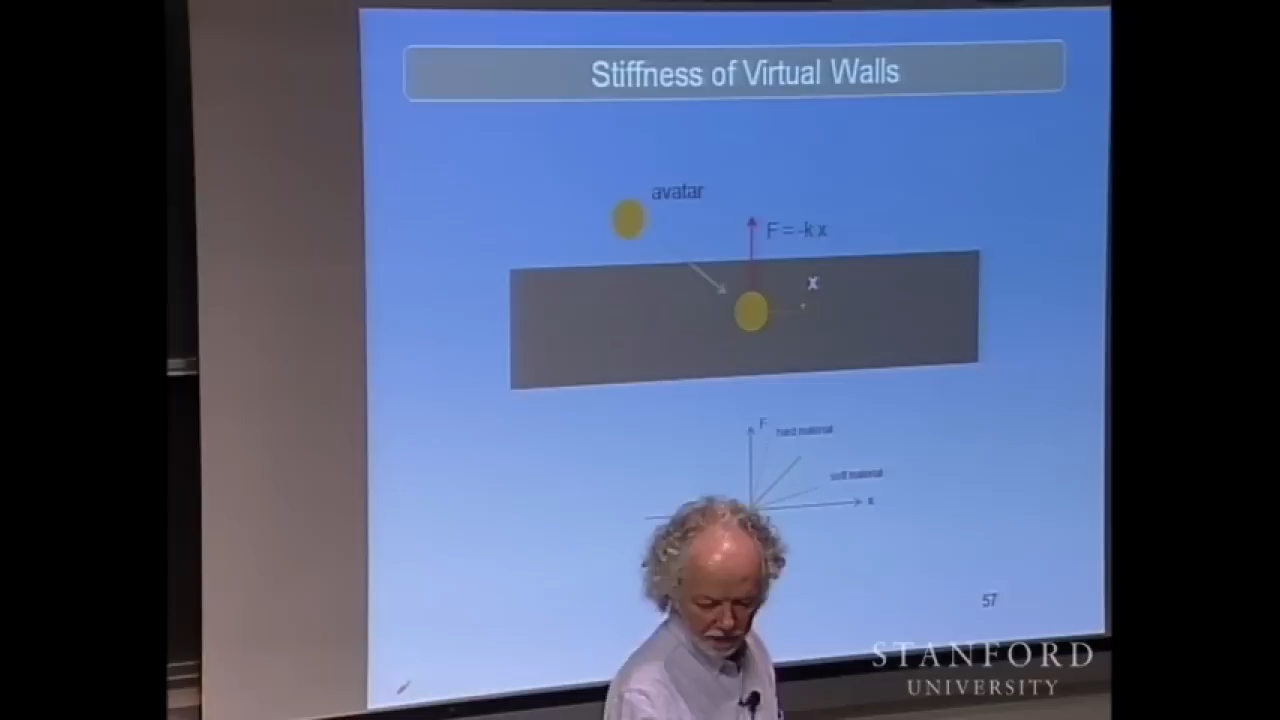 Stiffness of Virtual Walls
avatar
F = -k x
x
F
hard material
soft material
x
57
STANFORD
UNIVERSITY